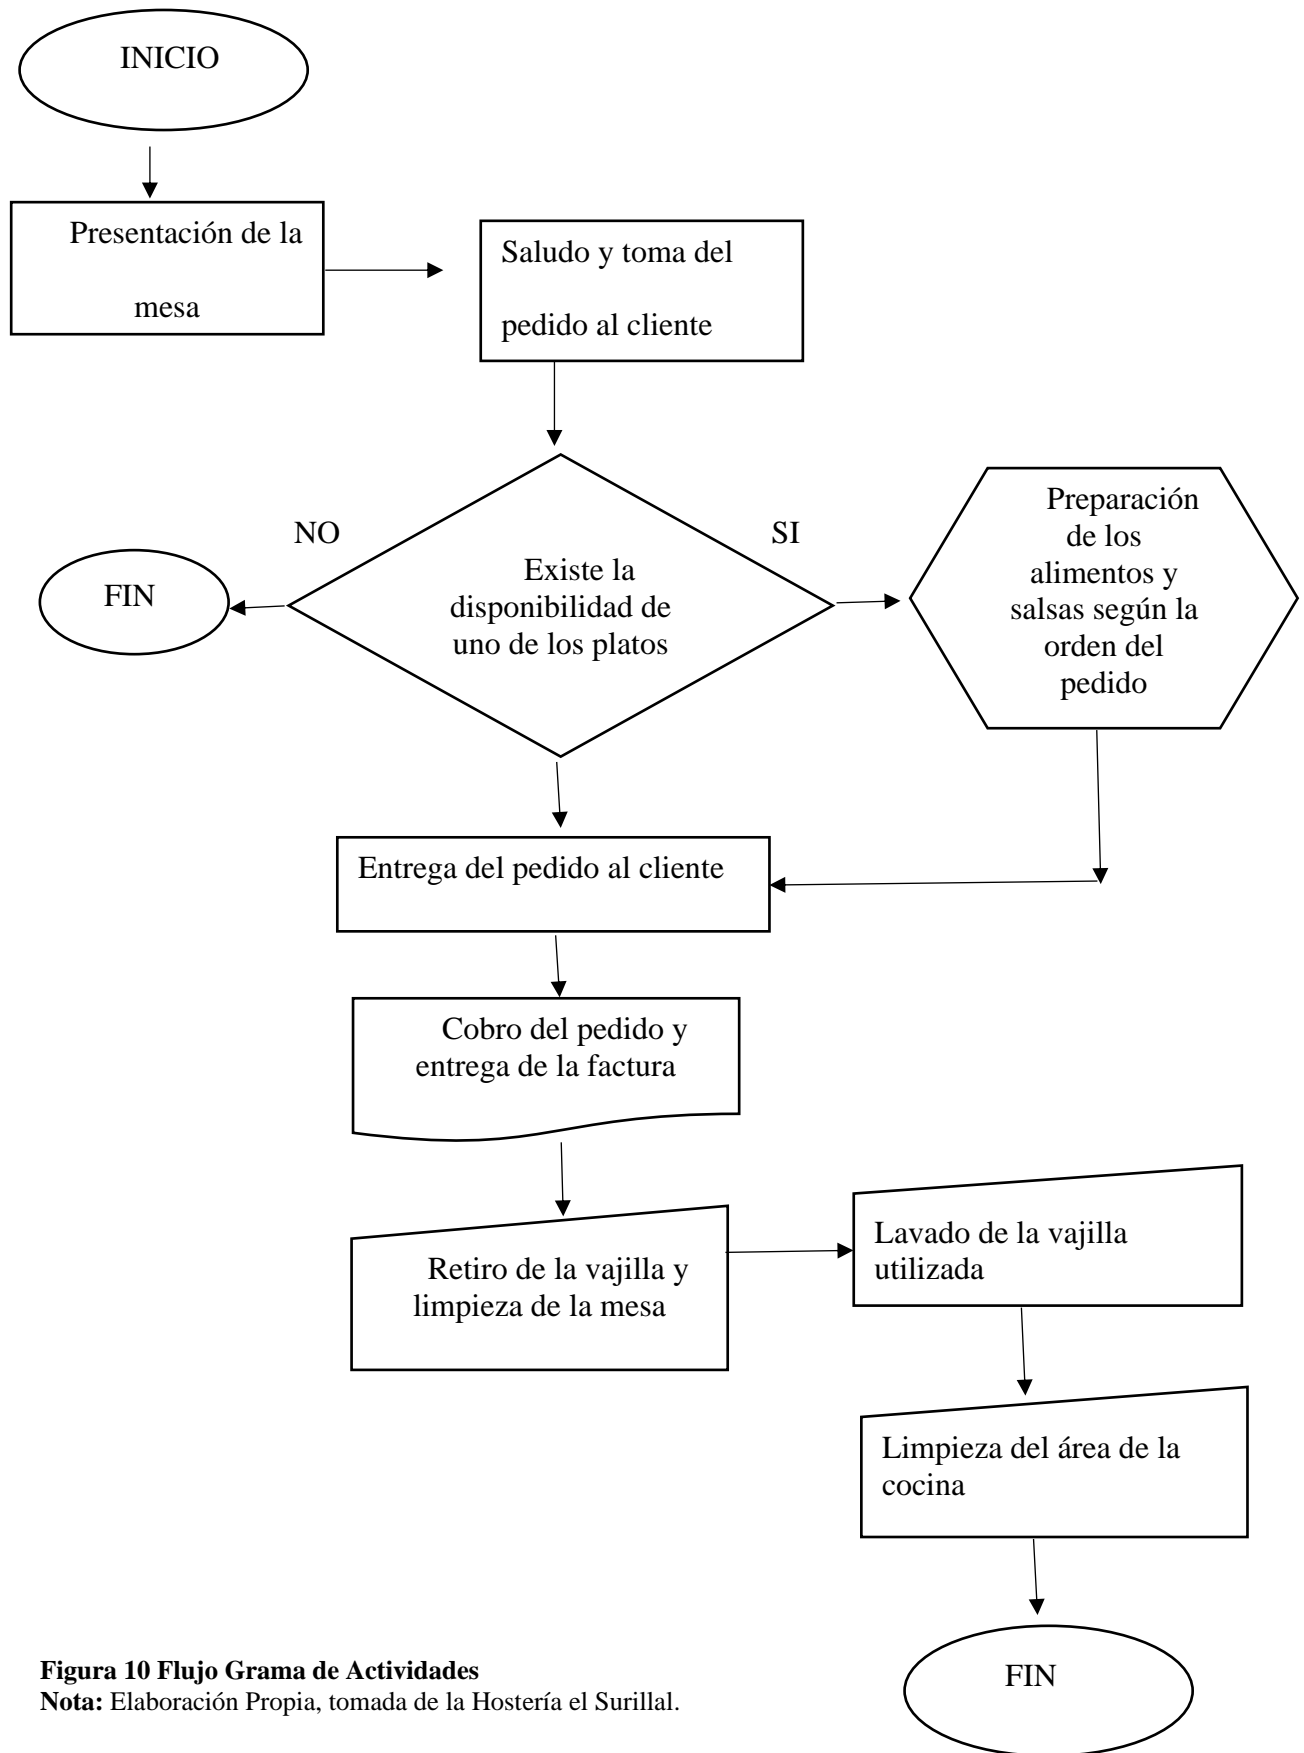 INICIO
Presentación de la
mesa
Saludo y toma del
pedido al cliente
NO
SI
FIN
Existe la
disponibilidad de
uno de los platos
Preparación
de los
alimentos y
salsas según la
orden del
pedido
Entrega del pedido al cliente
Cobro del pedido y
entrega de la factura
Retiro de la vajilla y
limpieza de la mesa
Lavado de la vajilla
utilizada
Limpieza del área de la
cocina
FIN
Figura 10 Flujo Grama de Actividades
Nota: Elaboración Propia, tomada de la Hostería el Surillal.